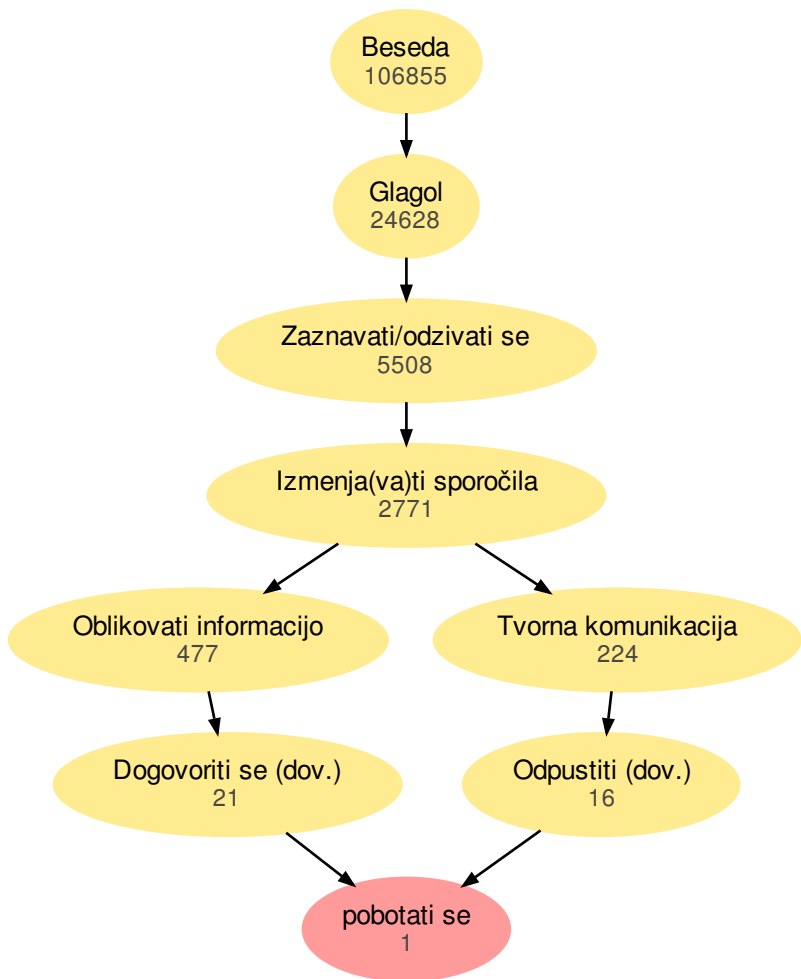 Beseda
106855
Glagol
24628
Zaznavati/odzivati se
5508
Izmenja(va)ti sporočila
2771
Oblikovati informacijo
477
Tvorna komunikacija
224
Dogovoriti se (dov.)
21
Odpustiti (dov.)
16
pobotati se
1